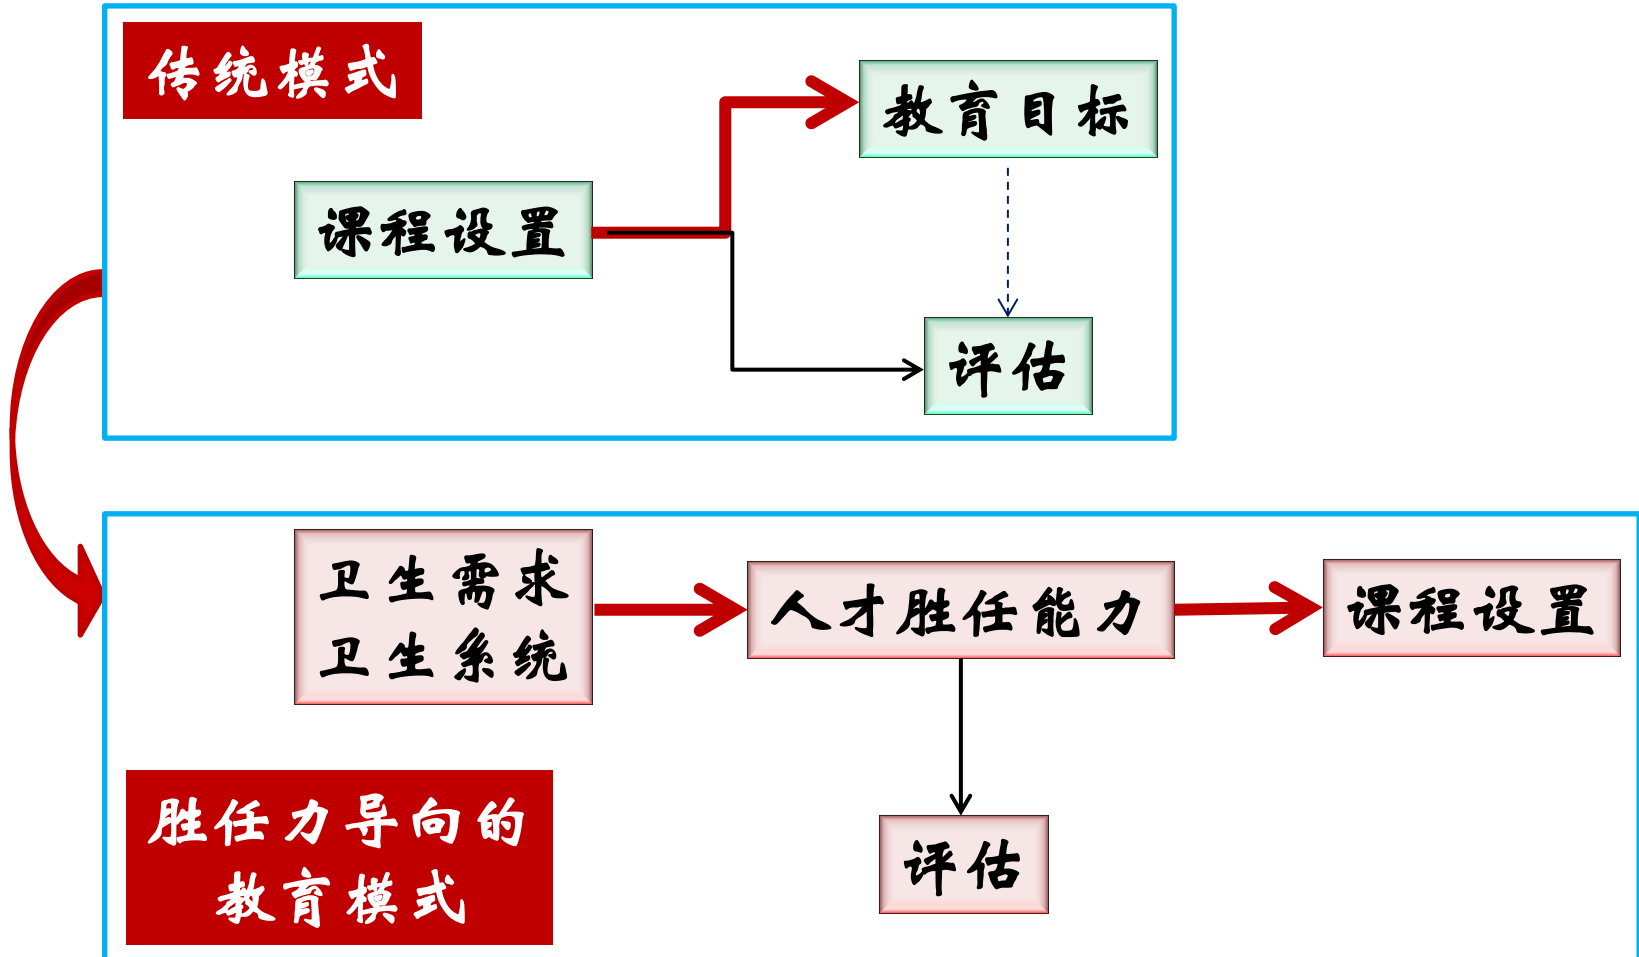 传统模式
教育目标
课程设置
评估
卫生需求
卫生系统
人才胜任能力
课程设置
评估
胜任力导向的
教育模式